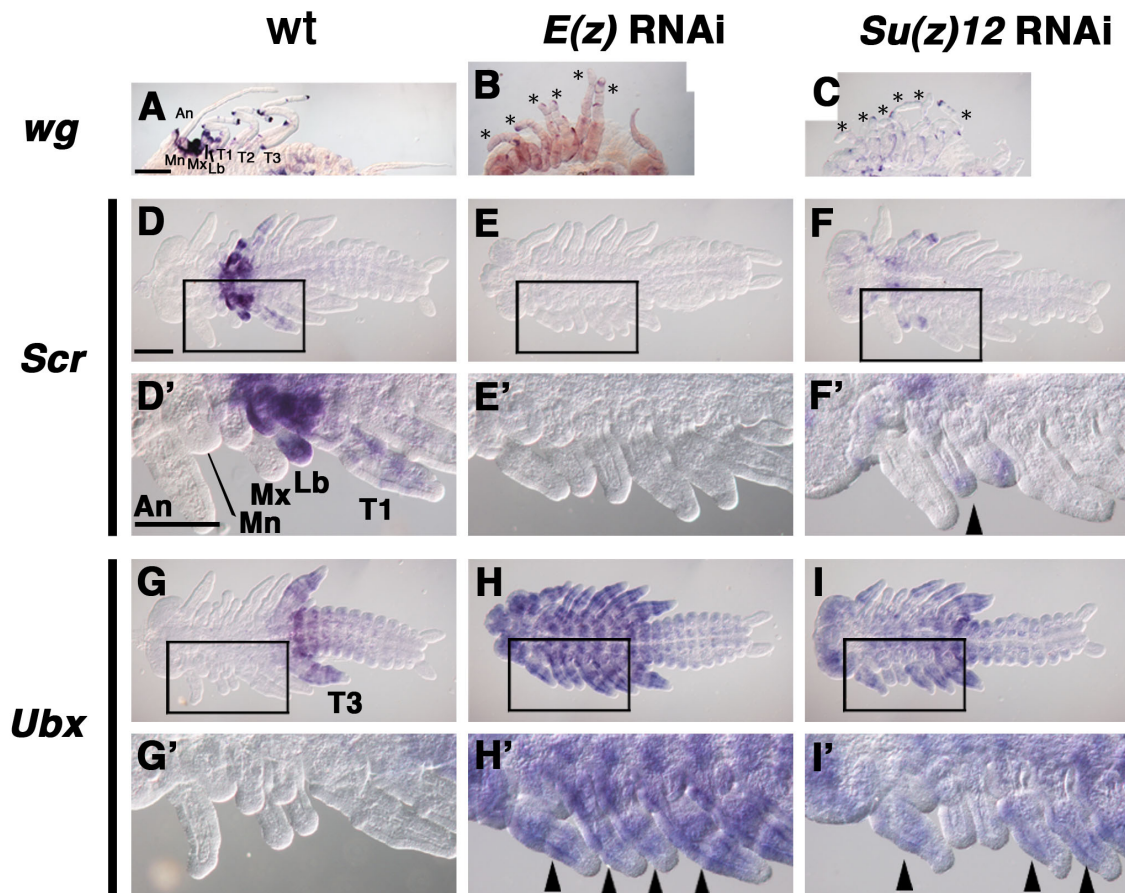 wt E(z) RNAi Su(z)12 RNAi
wg
A
An
Mn Mx Lb T1 T2 T3
B
* * * * * *
C
* * * * * *
Scr
D
E
F
D’
An Mn Mx Lb T1
E’
F’
Ubx
G
T3
H
I
G’
H’
I’